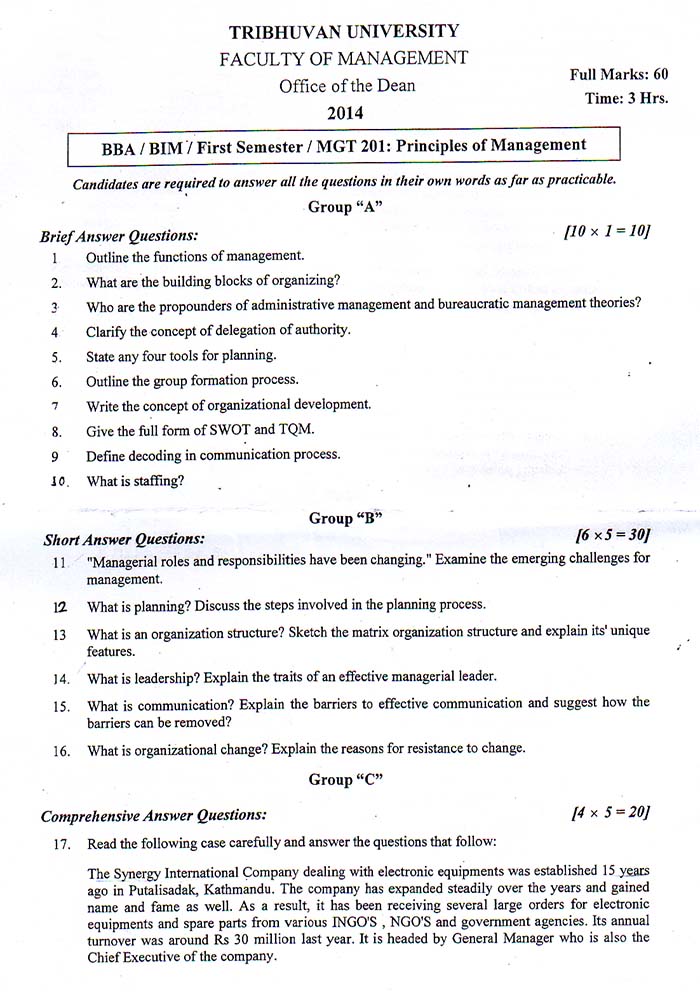 TRIBHUVAN UNIVERSITY
FACULTY OF MANAGEMENT
Office of the Dean
2014
Full Marks: 60
Time: 3 Hrs.
BBA / BIM / First Semester / MGT 201: Principles of Management
Candidates are required to answer all the questions in their own words as far as practicable.
Group “A”
Brief Answer Questions: [10 × 1 = 10]
1 Outline the functions of management.
2. What are the building blocks of organizing?
3 Who are the propounders of administrative management and bureaucratic management theories?
4 Clarify the concept of delegation of authority.
5. State any four tools for planning.
6. Outline the group formation process.
7 Write the concept of organizational development.
8. Give the full form of SWOT and TQM.
9 Define decoding in communication process.
10. What is staffing?
Group “B”
Short Answer Questions: [6 ×5 = 30]
11 "Managerial roles and responsibilities have been changing." Examine the emerging challenges for
management.
12 What is planning? Discuss the steps involved in the planning process.
13 What is an organization structure? Sketch the matrix organization structure and explain its' unique
features.
14. What is leadership? Explain the traits of an effective managerial leader.
15. What is communication? Explain the barriers to effective communication and suggest how the
barriers can be removed?
16. What is organizational change? Explain the reasons for resistance to change.
Group “C”
Comprehensive Answer Questions: [4 × 5 = 20]
17. Read the following case carefully and answer the questions that follow:
The Synergy International Company dealing with electronic equipments was established 15 years
ago in Putalisadak, Kathmandu. The company has expanded steadily over the years and gained
name and fame as well. As a result, it has been receiving several large orders for electronic
equipments and spare parts from various INGO'S , NGO'S and government agencies. Its annual
turnover was around Rs 30 million last year. It is headed by General Manager who is also the
Chief Executive of the company.